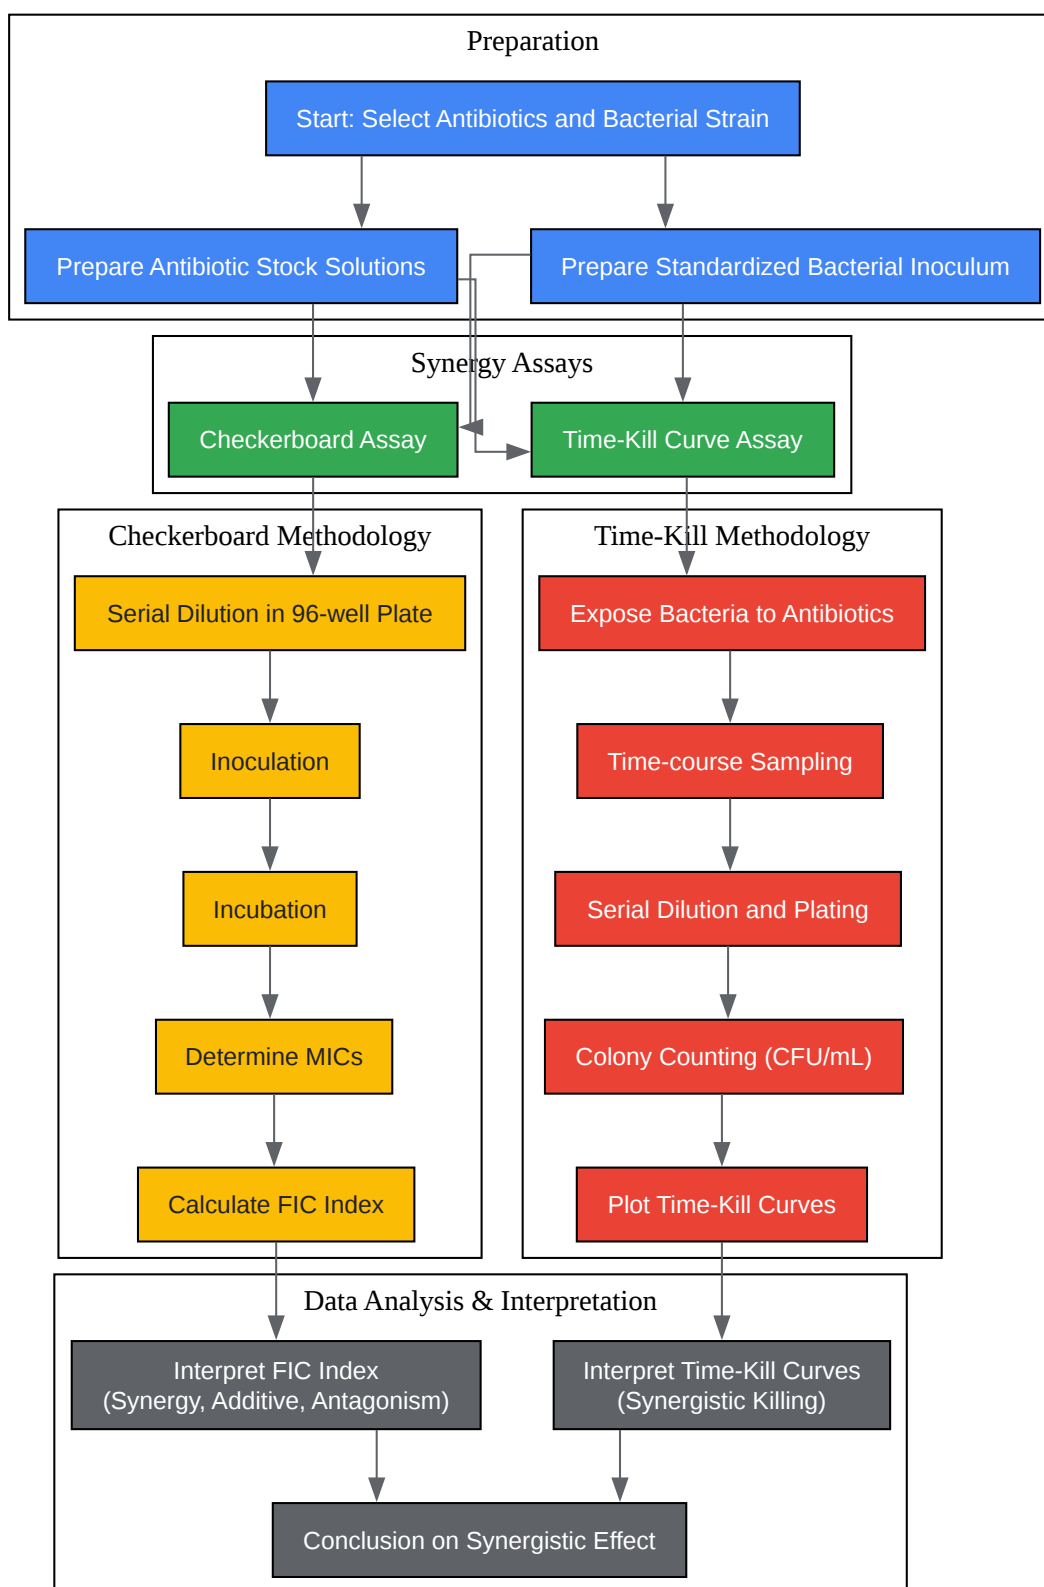 Preparation
Start: Select Antibiotics and Bacterial Strain
Prepare Antibiotic Stock Solutions
Prepare Standardized Bacterial Inoculum
Synergy Assays
Checkerboard Assay
Time-Kill Curve Assay
Checkerboard Methodology
Serial Dilution in 96-well Plate
Inoculation
Incubation
Determine MICs
Calculate FIC Index
Time-Kill Methodology
Expose Bacteria to Antibiotics
Time-course Sampling
Serial Dilution and Plating
Colony Counting (CFU/mL)
Plot Time-Kill Curves
Data Analysis & Interpretation
Interpret FIC Index
(Synergy, Additive, Antagonism)
Interpret Time-Kill Curves
(Synergistic Killing)
Conclusion on Synergistic Effect